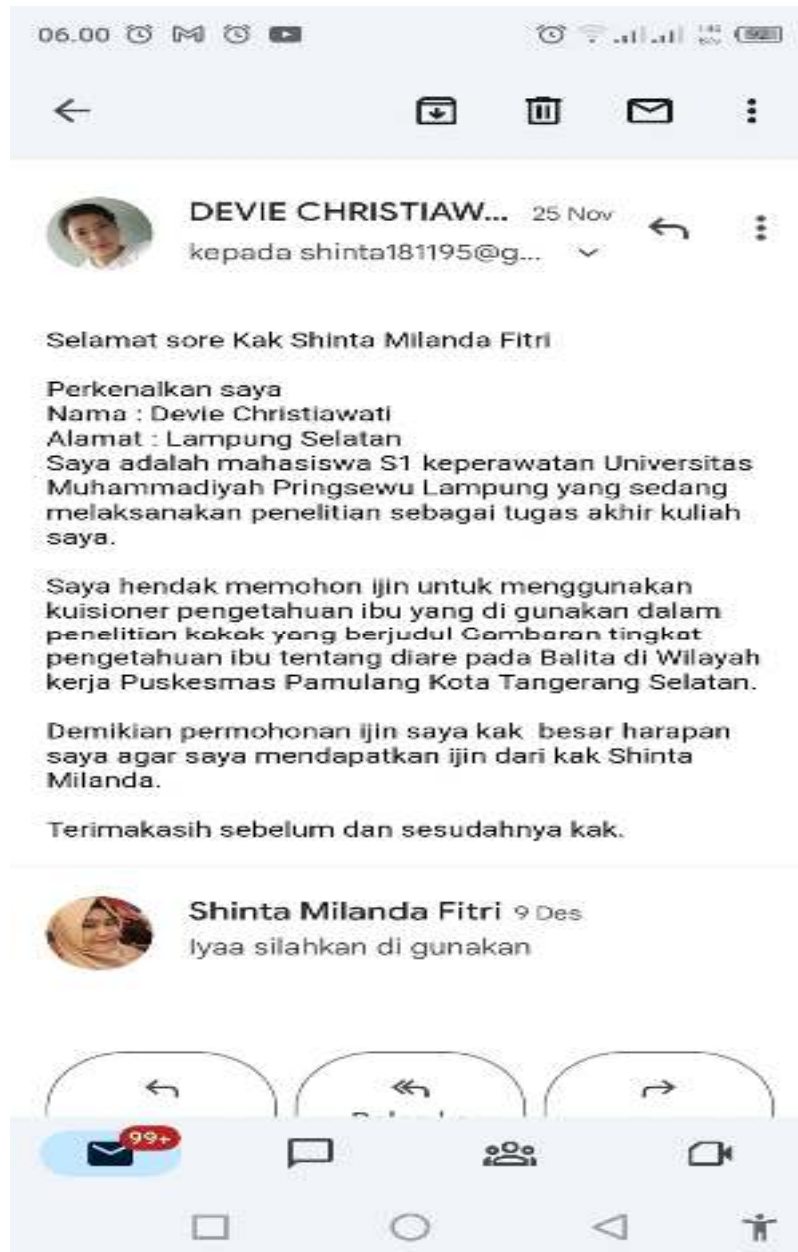 06.00
DEVIE CHRISTIAW... 25 Nov
kepada shinta181195@g...
Selamat sore Kak Shinta Milanda Fitri
Perkenalkan saya
Nama : Devie Christiawati
Alamat : Lampung Selatan
Saya adalah mahasiswa S1 keperawatan Universitas
Muhammadiyah Pringsewu Lampung yang sedang
melaksanakan penelitian sebagai tugas akhir kuliah
saya.
Saya hendak memohon ijin untuk menggunakan
kuisioner pengetahuan ibu yang di gunakan dalam
penelitian kakak yang berjudul Gambaran tingkat
pengetahuan ibu tentang diare pada Balita di Wilayah
kerja Puskesmas Pamulang Kota Tangerang Selatan.
Demikian permohonan ijin saya kak besar harapan
saya agar saya mendapatkan ijin dari kak Shinta
Milanda.
Terimakasih sebelum dan sesudahnya kak.
Shinta Milanda Fitri 9 Des
Iyaa silahkan di gunakan
99+